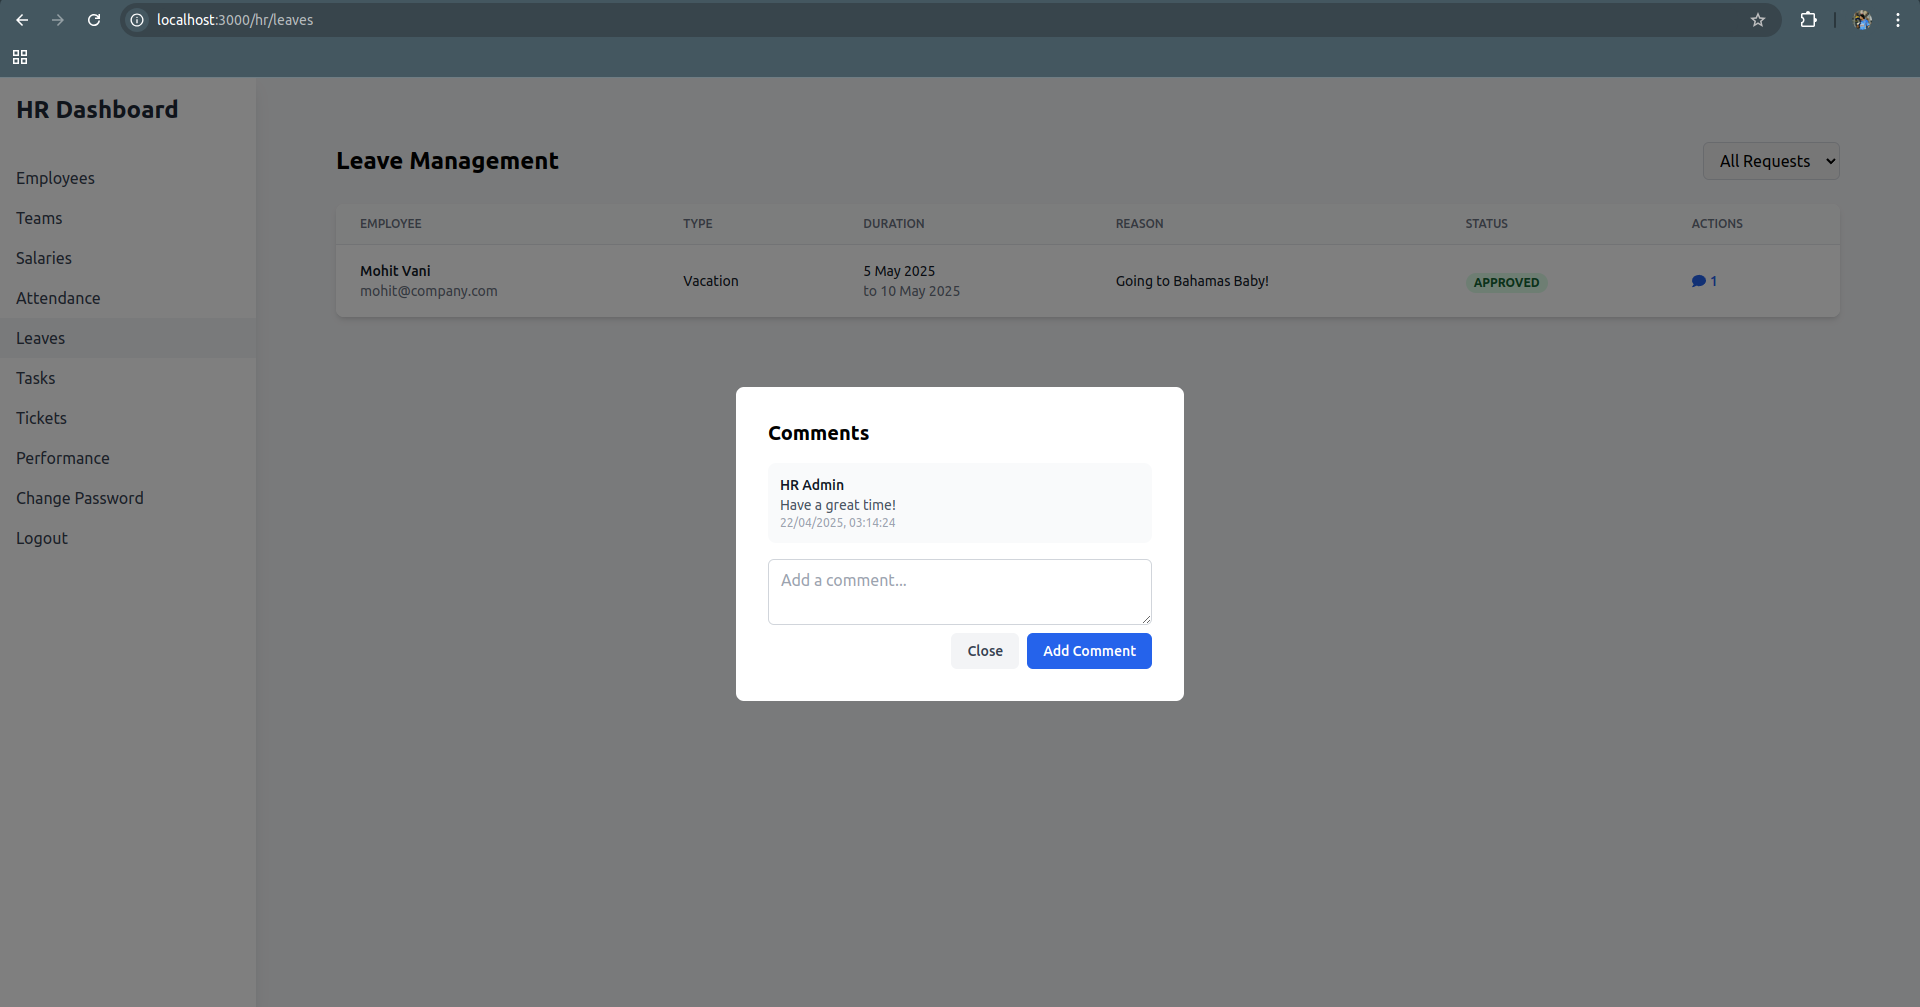 localhost:3000/hr/leaves
HR Dashboard
Employees
Teams
Salaries
Attendance
Leaves
Tasks
Tickets
Performance
Change Password
Logout
Leave Management
All Requests
EMPLOYEE TYPE DURATION REASON STATUS ACTIONS
Mohit Vani
mohit@company.com
Vacation
5 May 2025
to 10 May 2025
Going to Bahamas Baby!
APPROVED
1
Comments
HR Admin
Have a great time!
22/04/2025, 03:14:24
Add a comment...
Close
Add Comment